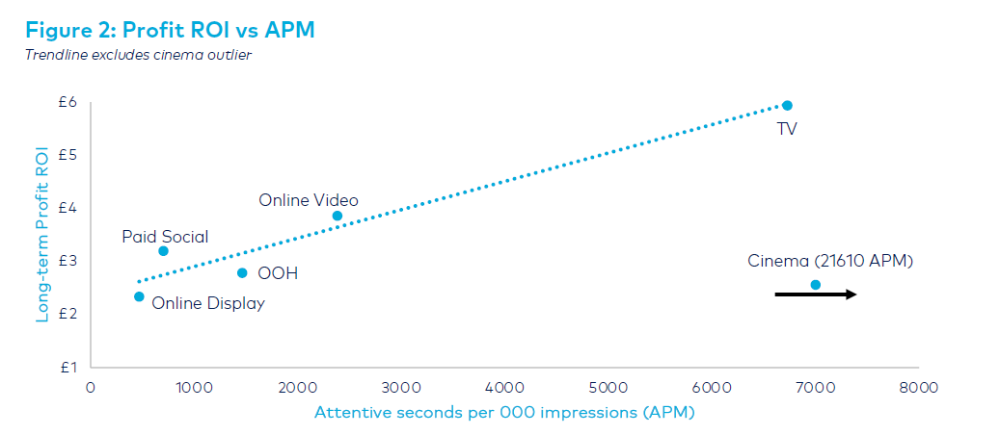 Figure 2: Profit ROI vs APM
Trendline excludes cinema outlier
£6
£5
£4
£3
£2
£1
Long-term Profit ROI
TV
Online Video
Paid Social
OOH
Online Display
Cinema (21610 APM)
0 1000 2000 3000 4000 5000 6000 7000 8000
Attentive seconds per 000 impressions (APM)